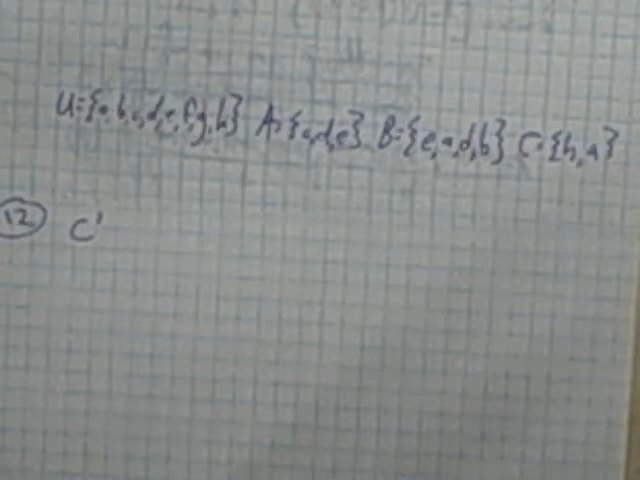 U={a,b,c,d,e,f,g,h} A={a,d,e} B={e,a,d,b} C={h,a}
12 C'